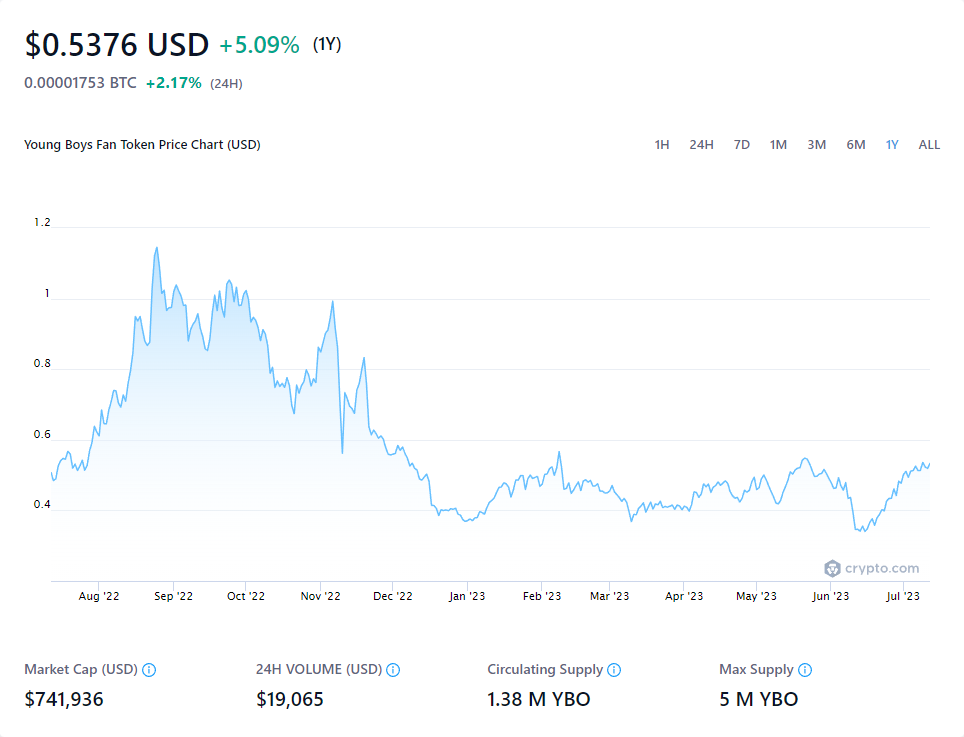 $0.5376 USD +5.09% (1Y)
0.00001753 BTC +2.17% (24H)
Young Boys Fan Token Price Chart (USD) 1H 24H 7D 1M 3M 6M 1Y ALL
1.2
1
0.8
0.6
0.4
crypto.com
Aug '22 Sep '22 Oct '22 Nov '22 Dec '22 Jan '23 Feb '23 Mar '23 Apr '23 May '23 Jun '23 Jul '23
Market Cap (USD) 24H VOLUME (USD) Circulating Supply Max Supply
$741,936 $19,065 1.38 M YBO 5 M YBO